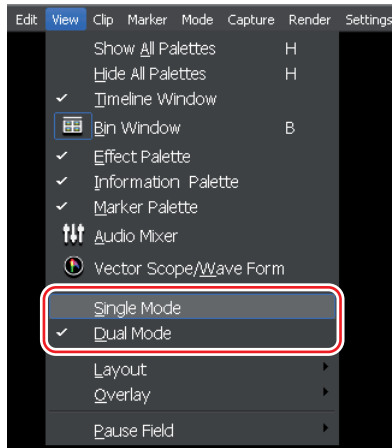 Edit View Clip Marker Mode Capture Render Settings
Show All Palettes H
Hide All Palettes H
Timeline Window
Bin Window B
Effect Palette
Information Palette
Marker Palette
Audio Mixer
Vector Scope/Wave Form
Single Mode
Dual Mode
Layout
Overlay
Pause Field